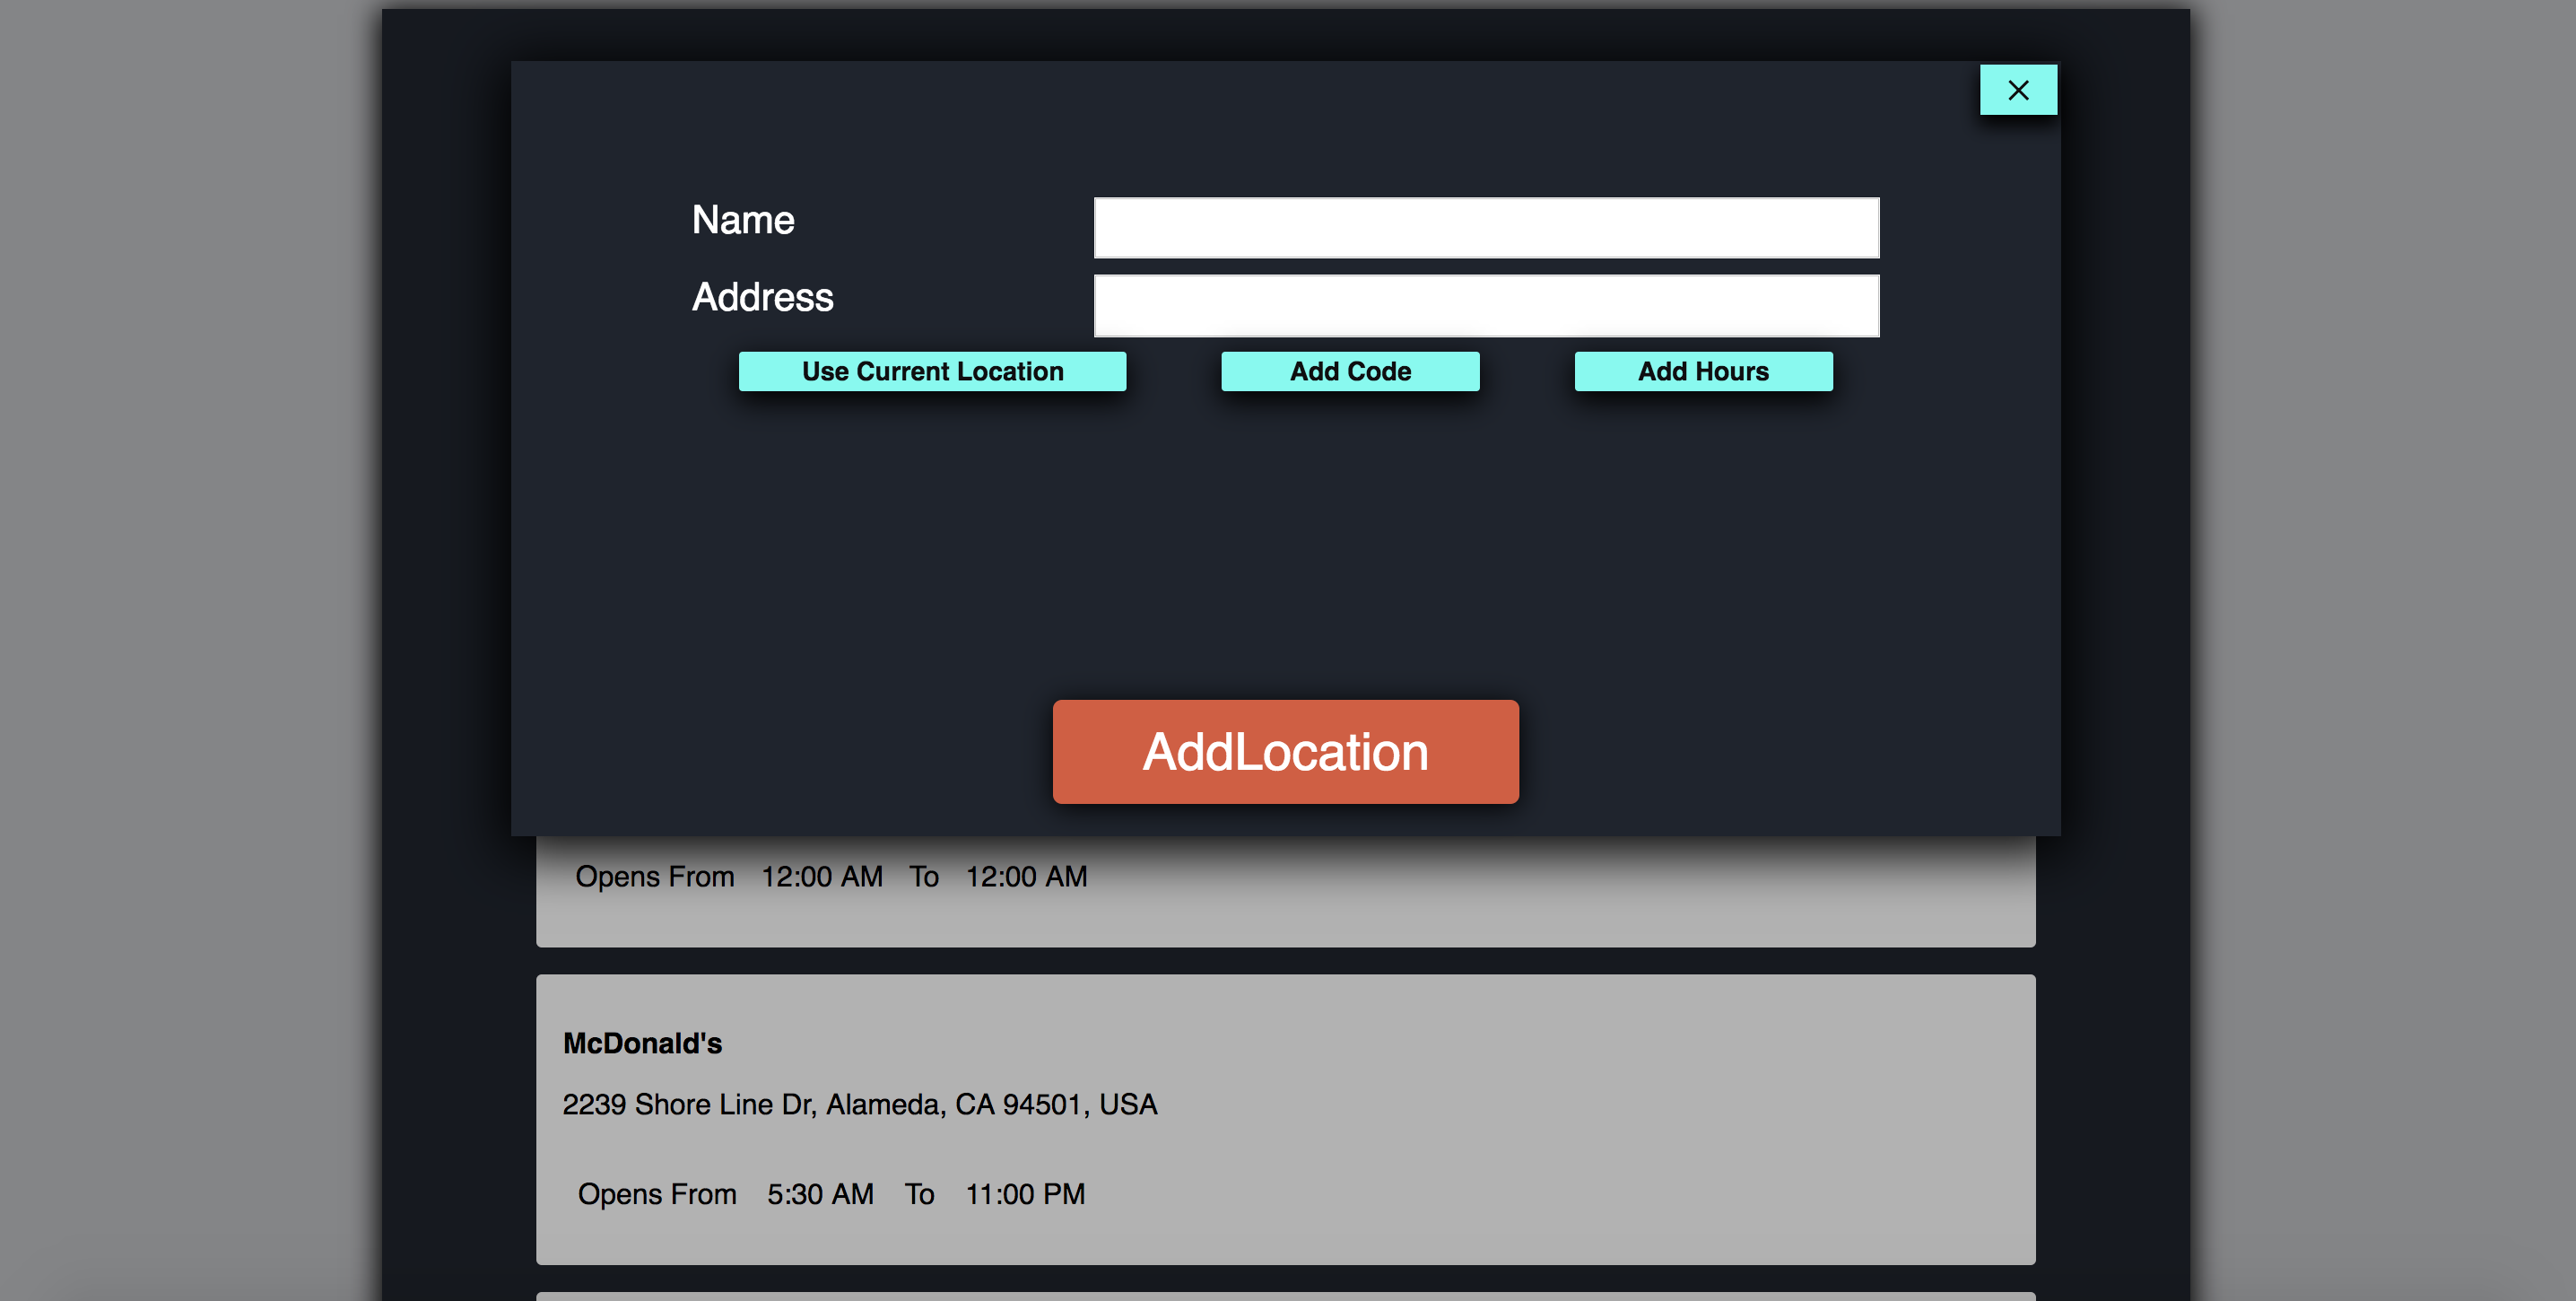 Name
Address
Use Current Location Add Code Add Hours
AddLocation
Opens From 12:00 AM To 12:00 AM
McDonald's
2239 Shore Line Dr, Alameda, CA 94501, USA
Opens From 5:30 AM To 11:00 PM